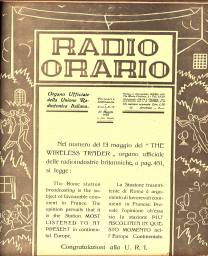 RADIO
ORARIO
Organo Ufficiale
della Unione Ra-
diofonica Italiana.
Nel numero del 13 maggio del "THE
WIRELESS TRADER", organo ufficiale
delle radioindustrie britanniche, a pag. 451,
si legge:
The Rome station
broadcasting is the sub-
ject of favourable com-
ment in France. The
opinion prevails that it
is the Station MOST
LISTENED TO AT
PRESENT in continen-
tal Europe.
La Stazione trasmit-
tente di Roma è argo-
mento di favorevoli com-
menti in Francia. Pre-
vale l'opinione ch'essa
sia la stazione PIÙ
ASCOLTATA IN QUE-
STO MOMENTO nel-
l'Europa Continentale.
Congratulazioni alla U. R. I.